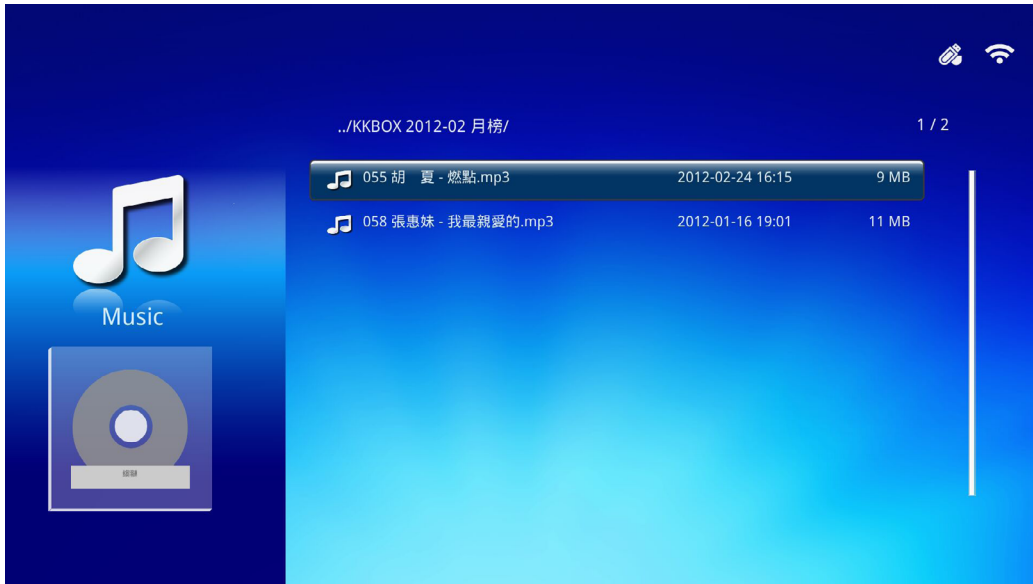 ../KKBOX 2012-02 月榜/ 1 / 2
055 胡　夏 - 燃點.mp3 2012-02-24 16:15 9 MB
058 張惠妹 - 我最親愛的.mp3 2012-01-16 19:01 11 MB
Music